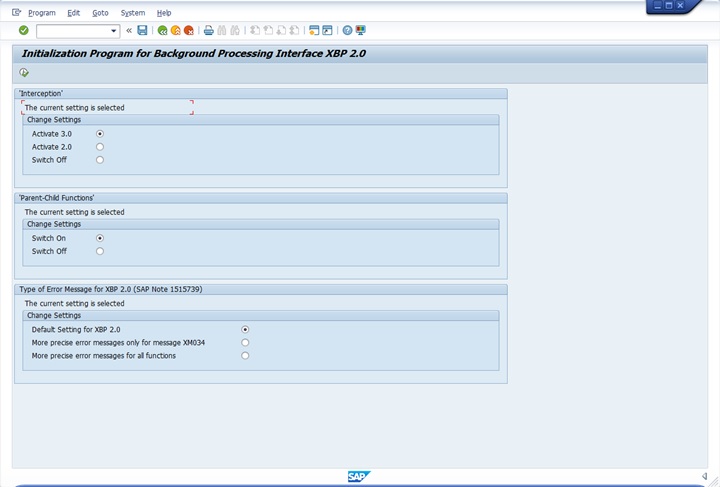 Program Edit Goto System Help
Initialization Program for Background Processing Interface XBP 2.0
'Interception'
The current setting is selected
Change Settings
Activate 3.0
Activate 2.0
Switch Off
'Parent-Child Functions'
The current setting is selected
Change Settings
Switch On
Switch Off
Type of Error Message for XBP 2.0 (SAP Note 1515739)
The current setting is selected
Change Settings
Default Setting for XBP 2.0
More precise error messages only for message XM034
More precise error messages for all functions
SAP